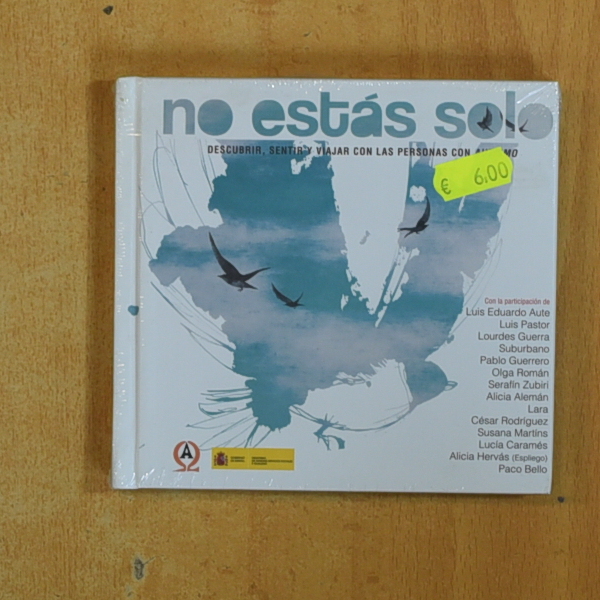 no estás solo
DESCUBRIR, SENTIR Y VIAJAR CON LAS PERSONAS CON
€ 6.00
Con la participación de
Luis Eduardo Aute
Luis Pastor
Lourdes Guerra
Suburbano
Pablo Guerrero
Olga Román
Serafín Zubiri
Alicia Alemán
Lara
César Rodríguez
Susana Martins
Lucía Caramés
Alicia Hervás (Espliego)
Paco Bello
A